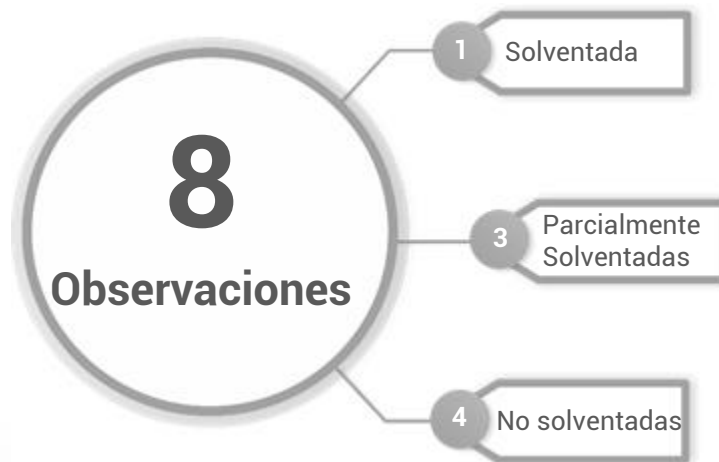 8
Observaciones
1
Solventada
3
Parcialmente
Solventadas
4
No solventadas